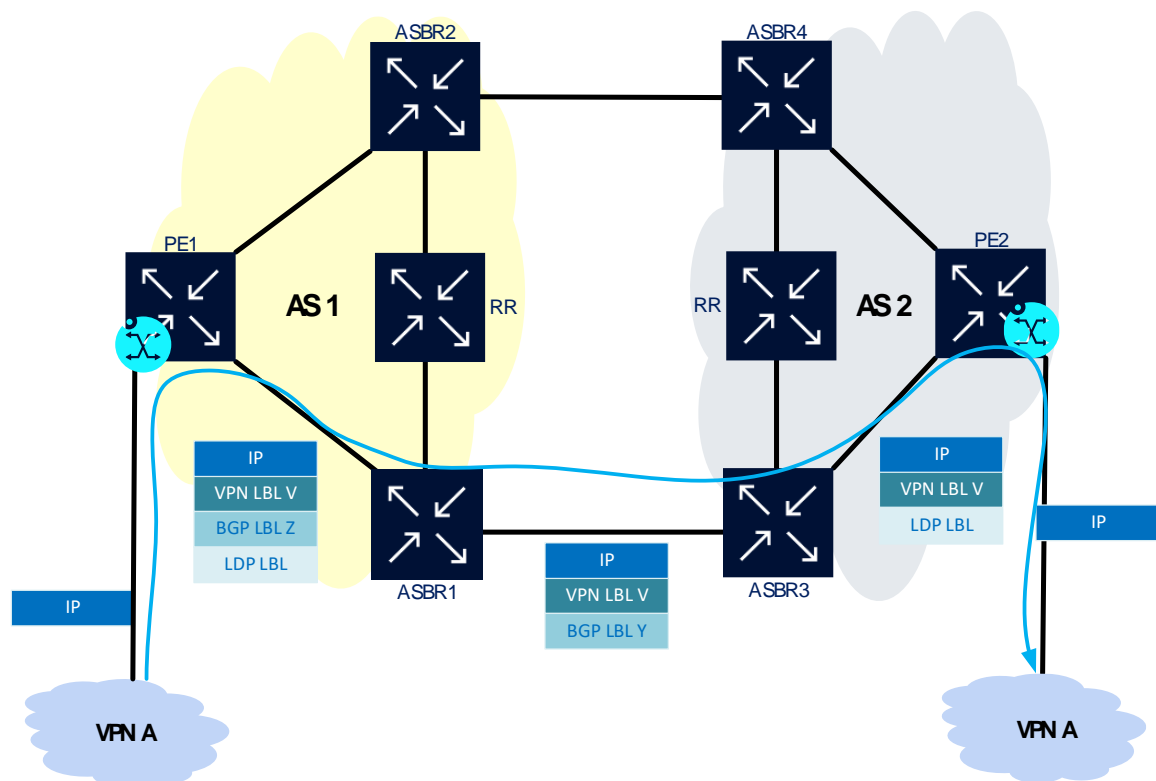 ASBR2
ASBR4
PE1
PE2
AS 1
RR
RR
AS 2
IP
VPN LBL V
BGP LBL Z
LDP LBL
IP
VPN LBL V
LDP LBL
IP
ASBR1
ASBR3
IP
VPN LBL V
BGP LBL Y
IP
VPN A
VPN A